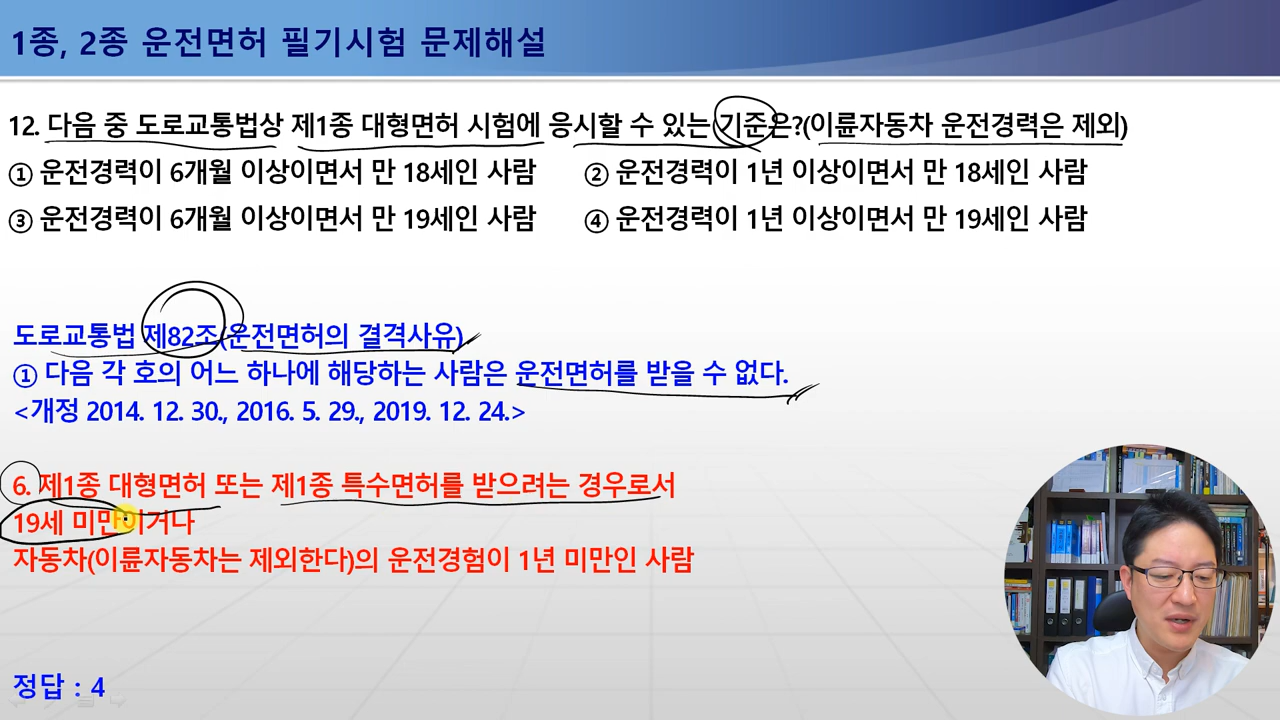 1종, 2종 운전면허 필기시험 문제해설
12. 다음 중 도로교통법상 제1종 대형면허 시험에 응시할 수 있는 기준은?(이륜자동차 운전경력은 제외)
① 운전경력이 6개월 이상이면서 만 18세인 사람 ② 운전경력이 1년 이상이면서 만 18세인 사람
③ 운전경력이 6개월 이상이면서 만 19세인 사람 ④ 운전경력이 1년 이상이면서 만 19세인 사람
도로교통법 제82조(운전면허의 결격사유)
① 다음 각 호의 어느 하나에 해당하는 사람은 운전면허를 받을 수 없다.
<개정 2014. 12. 30., 2016. 5. 29., 2019. 12. 24.>
6. 제1종 대형면허 또는 제1종 특수면허를 받으려는 경우로서
19세 미만이거나
자동차(이륜자동차는 제외한다)의 운전경험이 1년 미만인 사람
정답 : 4